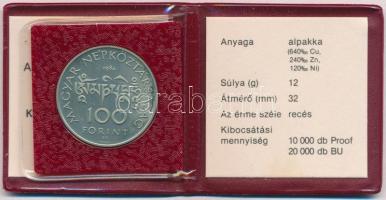 MAGYAR NÉPKÖZTÁRSASÁG
1984
100
FORINT
Anyaga alpakka
(640‰ Cu,
240‰ Zn,
120‰ Ni)
Súlya (g) 12
Átmérő (mm) 32
Az érme széle recés
Kibocsátási
mennyiség 10 000 db Proof
20 000 db BU